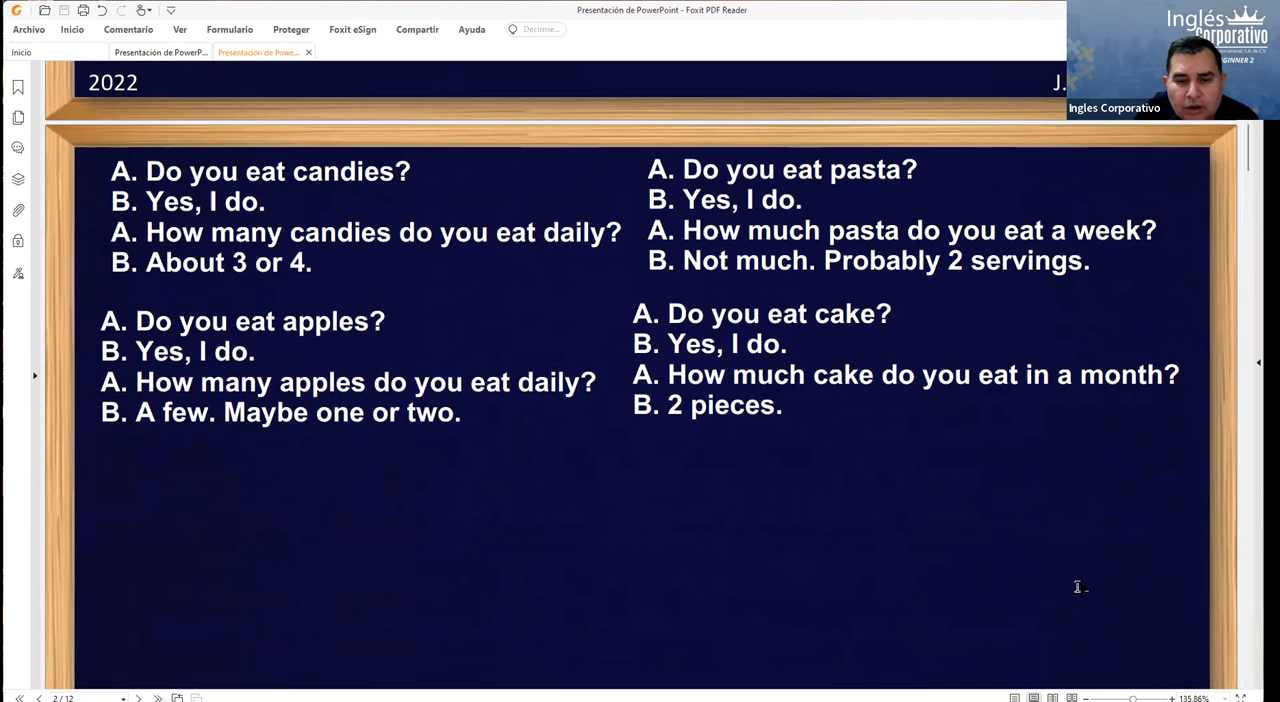 Presentación de PowerPoint - Foxit PDF Reader
Archivo Inicio Comentario Ver Formulario Proteger Foxit eSign Compartir Ayuda Decirme...
Inicio Presentación de PowerP... Presentación de Powe...
Inglés
Corporativo
Ingles Corporativo
2022
J.
A. Do you eat candies?
B. Yes, I do.
A. How many candies do you eat daily?
B. About 3 or 4.
A. Do you eat apples?
B. Yes, I do.
A. How many apples do you eat daily?
B. A few. Maybe one or two.
A. Do you eat pasta?
B. Yes, I do.
A. How much pasta do you eat a week?
B. Not much. Probably 2 servings.
A. Do you eat cake?
B. Yes, I do.
A. How much cake do you eat in a month?
B. 2 pieces.
2 / 12
135.86%